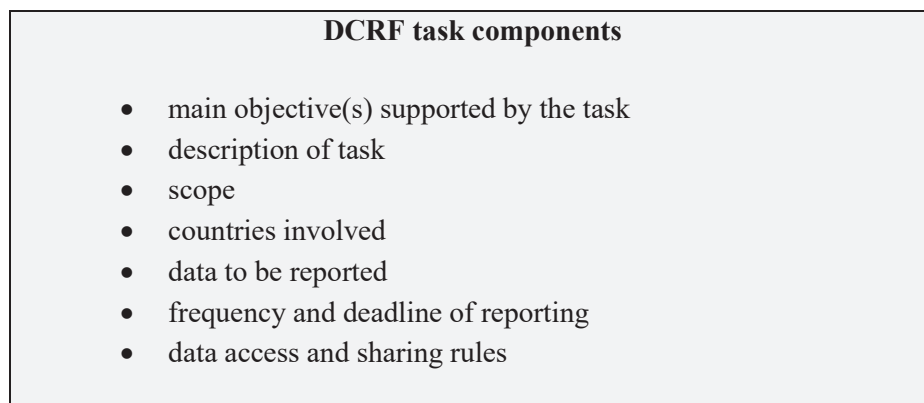 DCRF task components
• main objective(s) supported by the task
• description of task
• scope
• countries involved
• data to be reported
• frequency and deadline of reporting
• data access and sharing rules